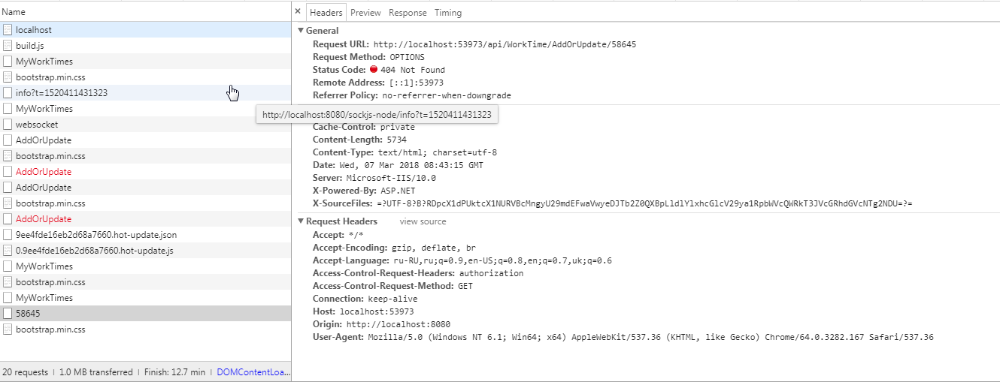 Name
localhost
build.js
MyWorkTimes
bootstrap.min.css
info?t=1520411431323
MyWorkTimes
websocket
AddOrUpdate
bootstrap.min.css
AddOrUpdate
AddOrUpdate
bootstrap.min.css
AddOrUpdate
9ee4fde16eb2d68a7660.hot-update.json
0.9ee4fde16eb2d68a7660.hot-update.js
MyWorkTimes
bootstrap.min.css
MyWorkTimes
58645
bootstrap.min.css
20 requests | 1.0 MB transferred | Finish: 12.7 min | DOMContentLoa...
× Headers Preview Response Timing
▼ General
Request URL: http://localhost:53973/api/WorkTime/AddOrUpdate/58645
Request Method: OPTIONS
Status Code: 404 Not Found
Remote Address: [::1]:53973
Referrer Policy: no-referrer-when-downgrade
http://localhost:8080/sockjs-node/info?t=1520411431323
Cache-Control: private
Content-Length: 5734
Content-Type: text/html; charset=utf-8
Date: Wed, 07 Mar 2018 08:43:15 GMT
Server: Microsoft-IIS/10.0
X-Powered-By: ASP.NET
X-SourceFiles: =?UTF-8?B?RDpcX1dPUktcX1NURVBcMngyU29mdEFwaVwyeDJTb2Z0QXBpLldlYlxhcGlcV29ya1RpbWVcQWRkT3JVcGRhdGVcNTg2NDU=?=
▼ Request Headers view source
Accept: */*
Accept-Encoding: gzip, deflate, br
Accept-Language: ru-RU,ru;q=0.9,en-US;q=0.8,en;q=0.7,uk;q=0.6
Access-Control-Request-Headers: authorization
Access-Control-Request-Method: GET
Connection: keep-alive
Host: localhost:53973
Origin: http://localhost:8080
User-Agent: Mozilla/5.0 (Windows NT 6.1; Win64; x64) AppleWebKit/537.36 (KHTML, like Gecko) Chrome/64.0.3282.167 Safari/537.36